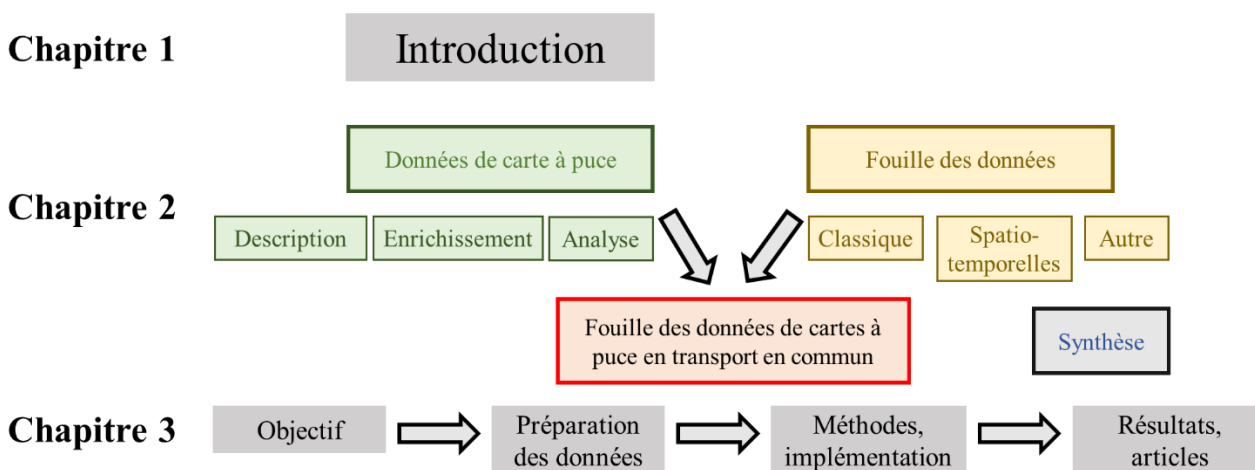 Chapitre 1
Introduction
Données de carte à puce
Fouille des données
Chapitre 2
Description
Enrichissement
Analyse
Classique
Spatio-
temporelles
Autre
Fouille des données de cartes à
puce en transport en commun
Synthèse
Chapitre 3
Objectif
Préparation
des données
Méthodes,
implémentation
Résultats,
articles